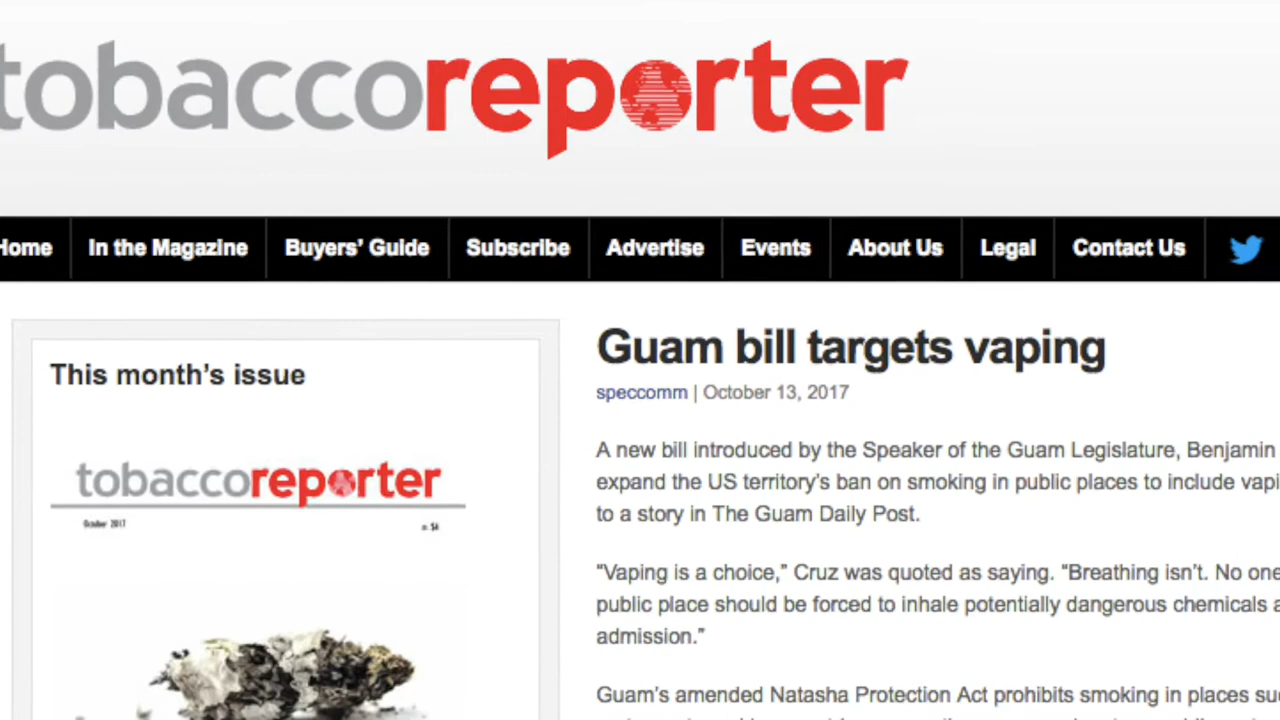 tobaccoreporter
Home
In the Magazine
Buyers’ Guide
Subscribe
Advertise
Events
About Us
Legal
Contact Us
This month’s issue
tobaccoreporter
October 2017
$4
Guam bill targets vaping
speccomm | October 13, 2017
A new bill introduced by the Speaker of the Guam Legislature, Benjamin
expand the US territory’s ban on smoking in public places to include vapi
to a story in The Guam Daily Post.
“Vaping is a choice,” Cruz was quoted as saying. “Breathing isn’t. No one
public place should be forced to inhale potentially dangerous chemicals a
admission.”
Guam’s amended Natasha Protection Act prohibits smoking in places su